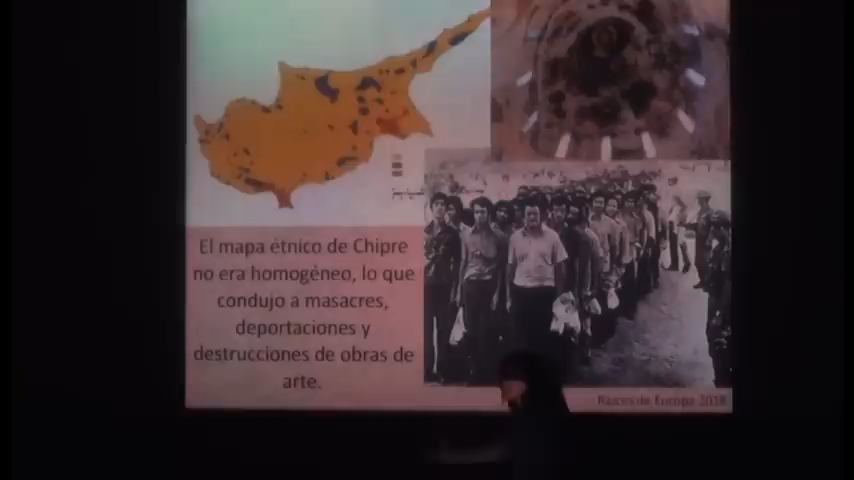 El mapa étnico de Chipre
no era homogéneo, lo que
condujo a masacres,
deportaciones y
destrucciones de obras de
arte.
Raíces de Europa 2018